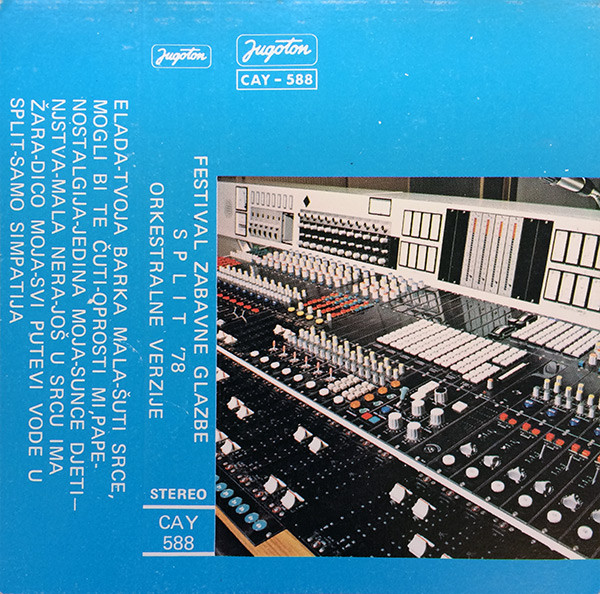 Jugoton
Jugoton
CAY-588
FESTIVAL ZABAVNE GLAZBE
SPLIT '78
ORKESTRALNE VERZIJE
STEREO
CAY
588
ELADA-TVOJA BARKA MALA-ŠUTI SRCE,
MOGLI BI TE ČUTI-OPROSTI MI,PAPE-
NOSTALGIJA-JEDINA MOJA-SUNCE DJETI-
NJSTVA-MALA NERA-JOŠ U SRCU IMA
ŽARA-DICO MOJA-SVI PUTEVI VODE U
SPLIT-SAMO SIMPATIJA